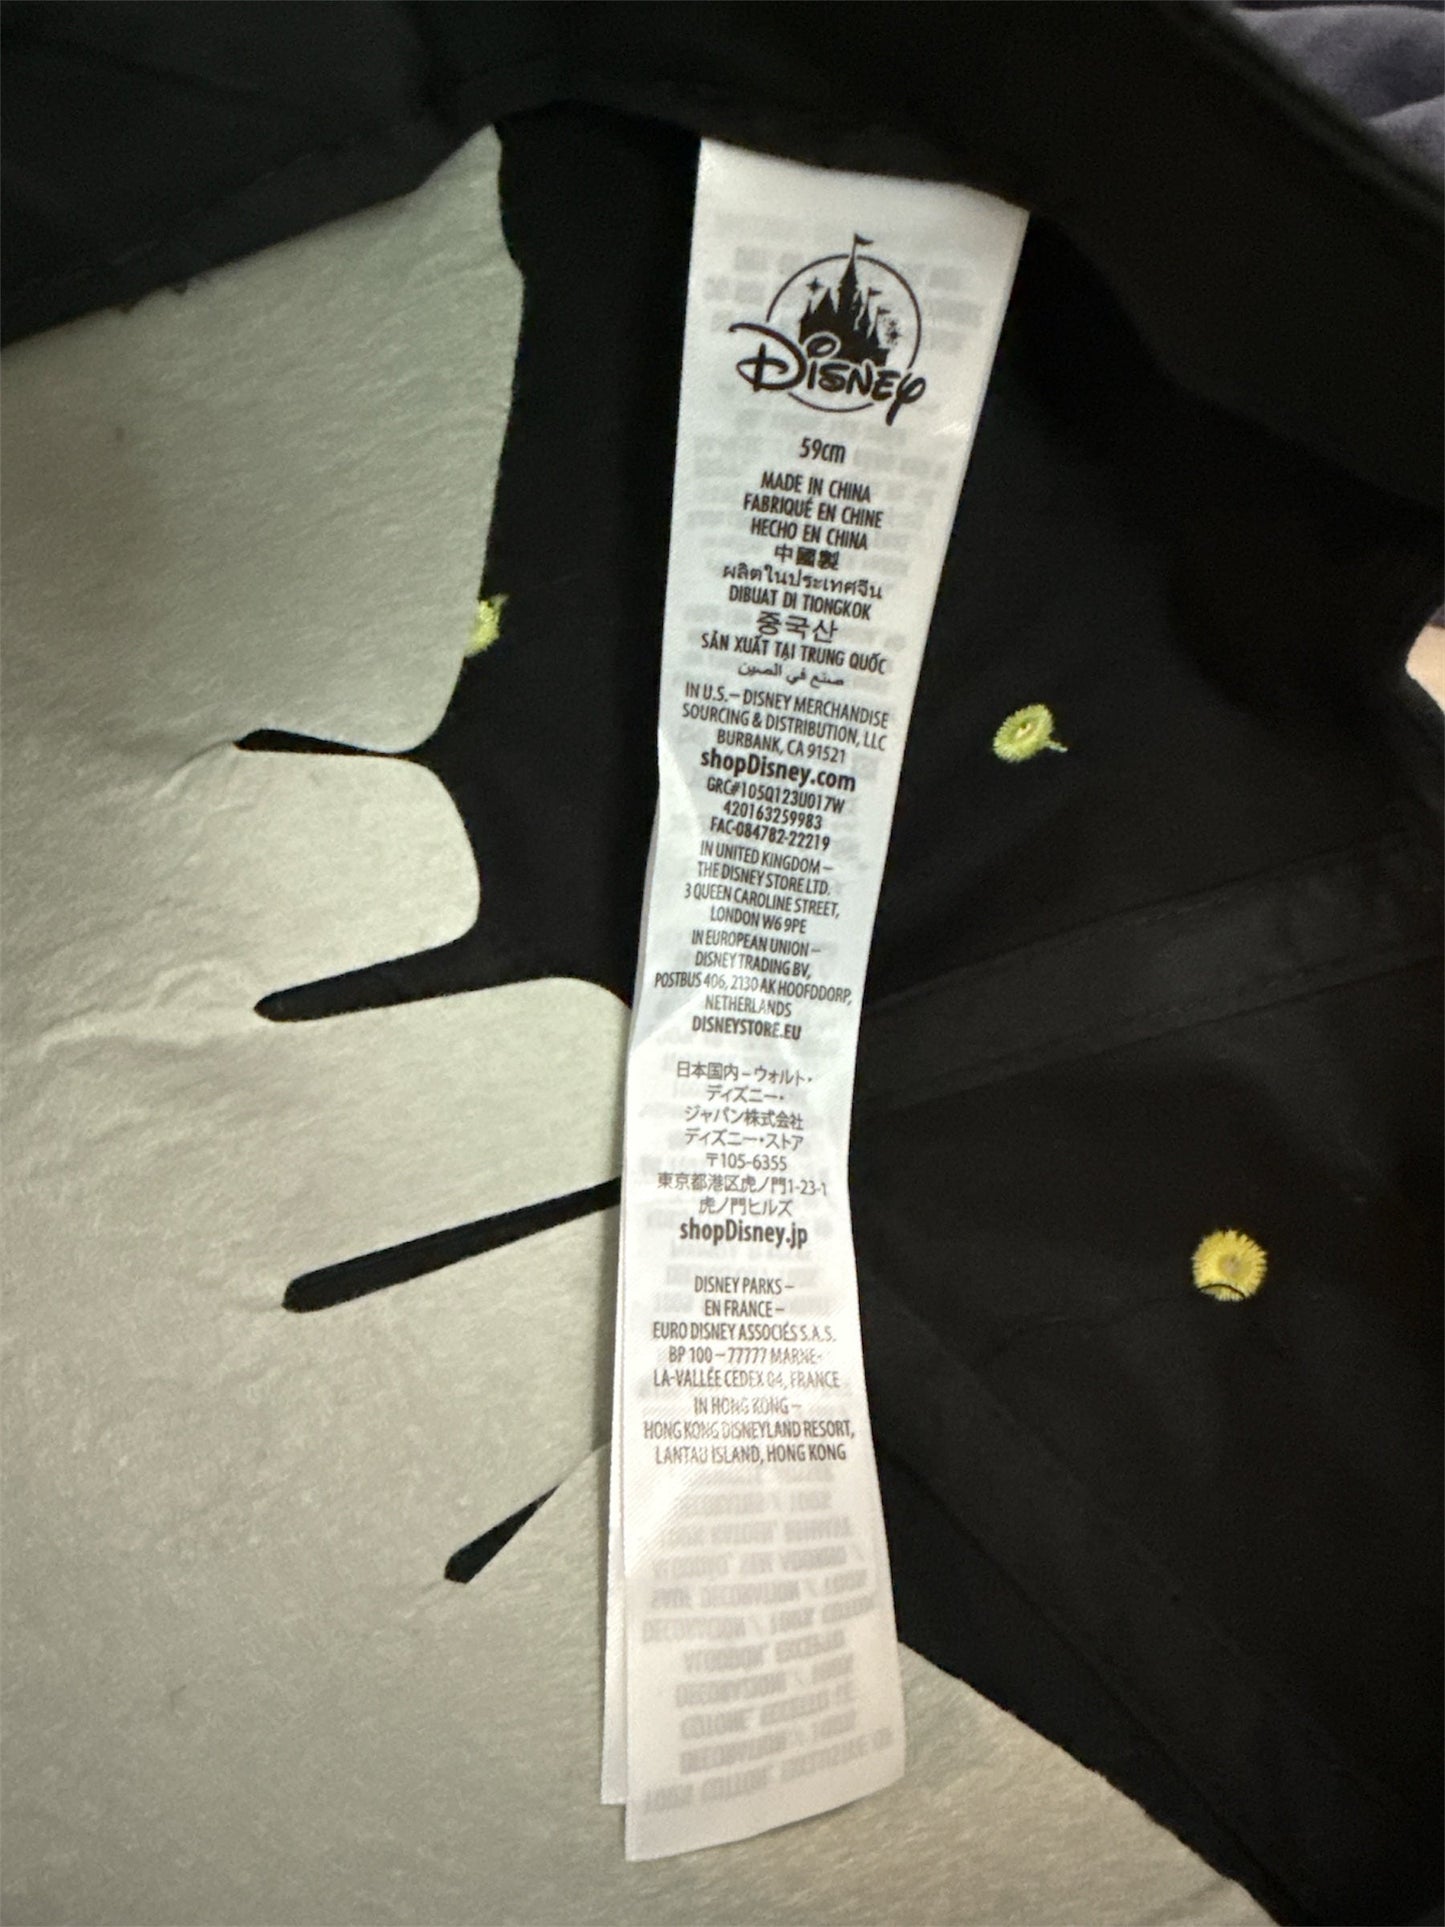 Disney
59cm
MADE IN CHINA
FABRIQUÉ EN CHINE
HECHO EN CHINA
中國製
ผลิตในประเทศจีน
DIBUAT DI TIONGKOK
중국산
SẢN XUẤT TẠI TRUNG QUỐC
صنع في الصين
IN U.S.– DISNEY MERCHANDISE
SOURCING & DISTRIBUTION, LLC
BURBANK, CA 91521
shopDisney.com
GRC#105Q123U017W
420163259983
FAC-084782-22219
IN UNITED KINGDOM –
THE DISNEY STORE LTD.
3 QUEEN CAROLINE STREET,
LONDON W6 9PE
IN EUROPEAN UNION –
DISNEY TRADING BV,
POSTBUS 406, 2130 AK HOOFDDORP,
NETHERLANDS
DISNEYSTORE.EU
日本国内－ウォルト・
ディズニー・
ジャパン株式会社
ディズニー・ストア
〒105-6355
東京都港区虎ノ門1-23-1
虎ノ門ヒルズ
shopDisney.jp
DISNEY PARKS –
EN FRANCE –
EURO DISNEY ASSOCIÉS S.A.S.
BP 100 – 77777 MARNE-
LA-VALLÉE CEDEX 04, FRANCE
IN HONG KONG –
HONG KONG DISNEYLAND RESORT,
LANTAU ISLAND, HONG KONG